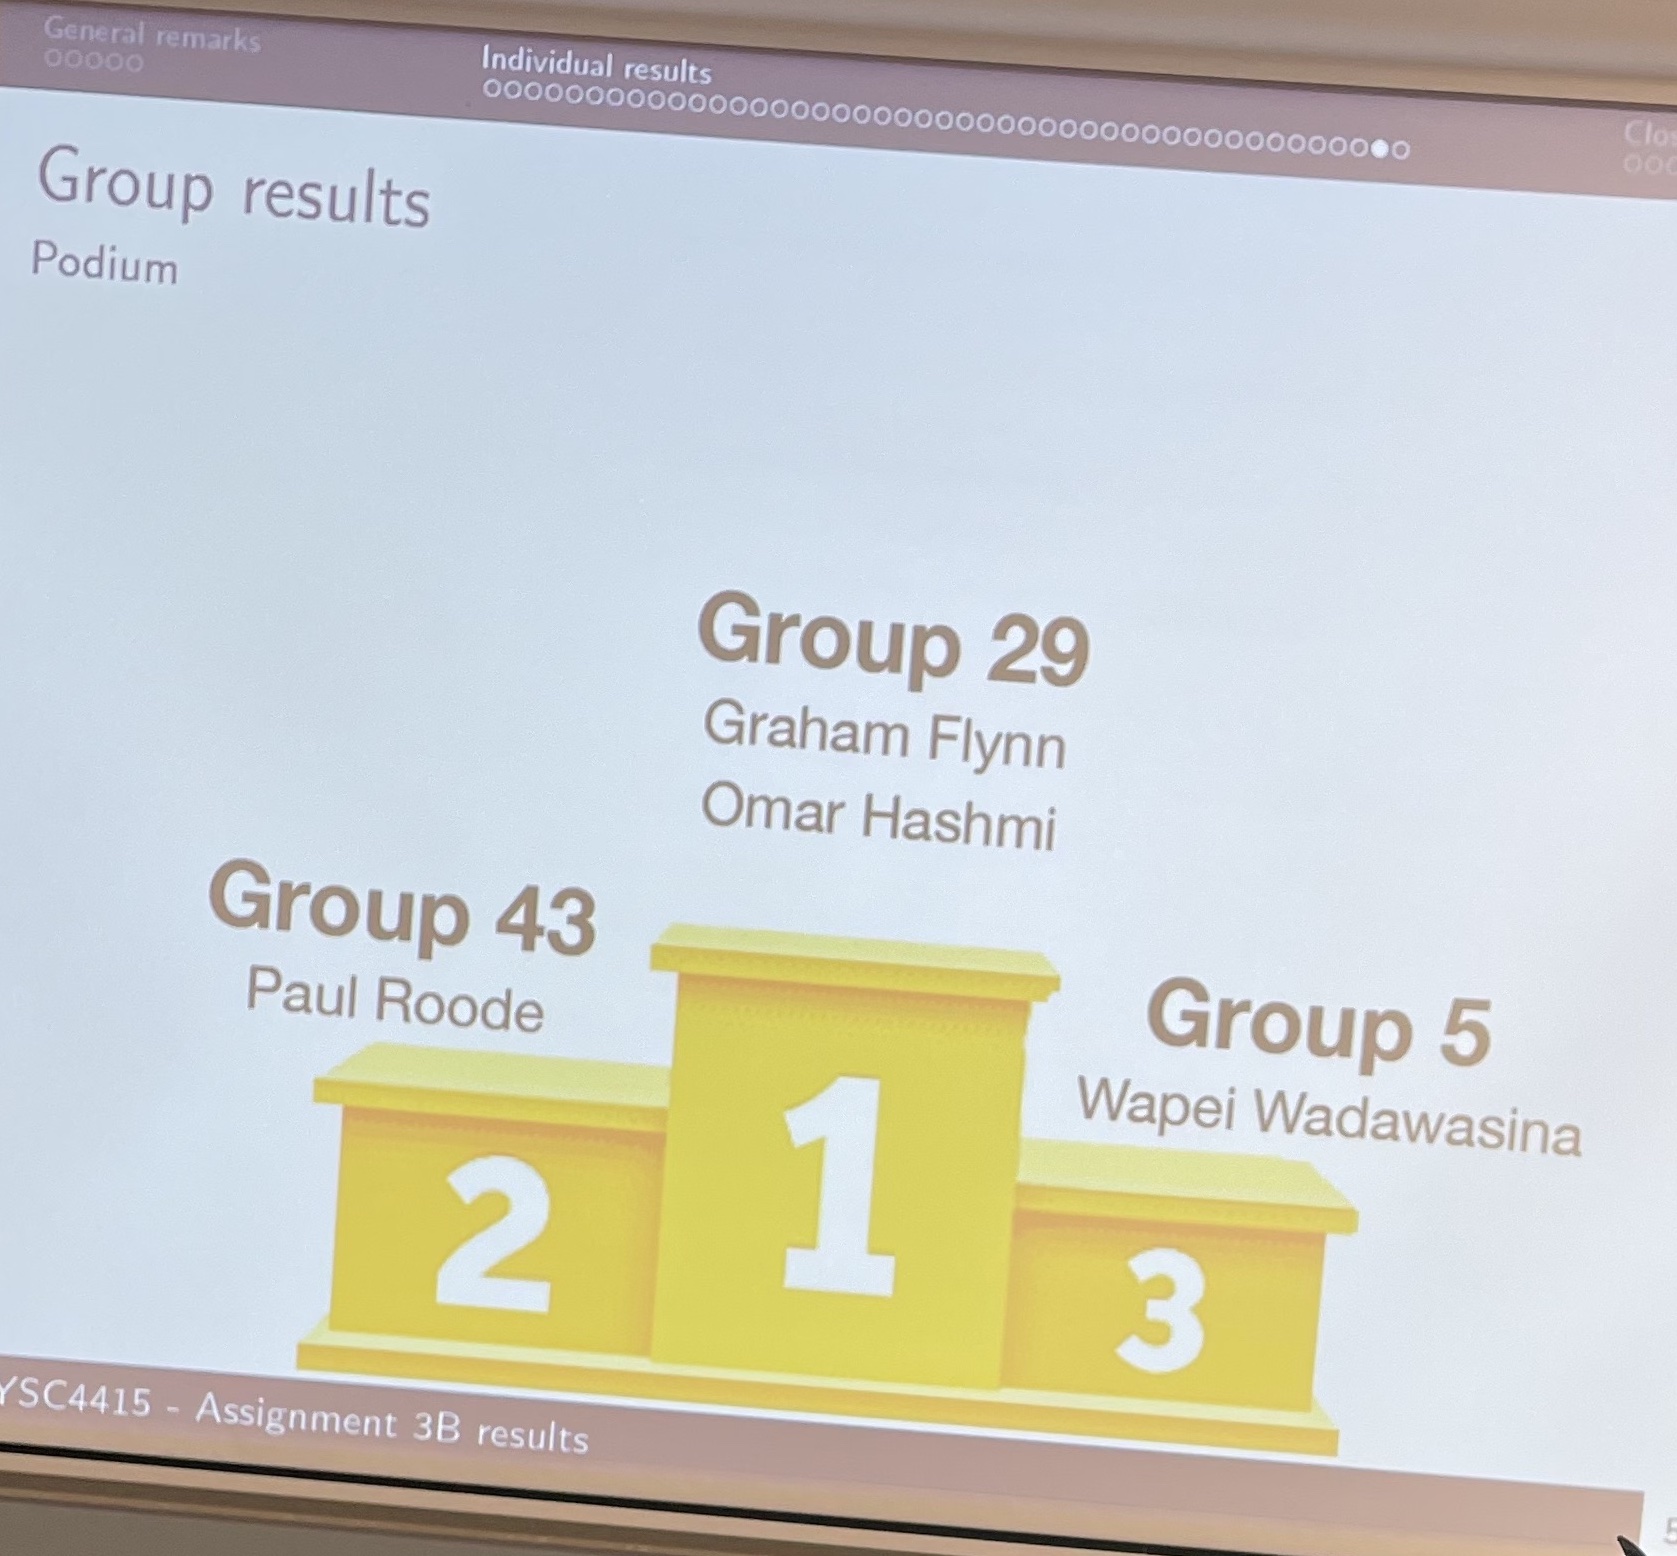 General remarks
Individual results
Group results
Podium
Group 29
Graham Flynn
Omar Hashmi
Group 43
Paul Roode
Group 5
Wapei Wadawasina
2
1
3
YSC4415 - Assignment 3B results